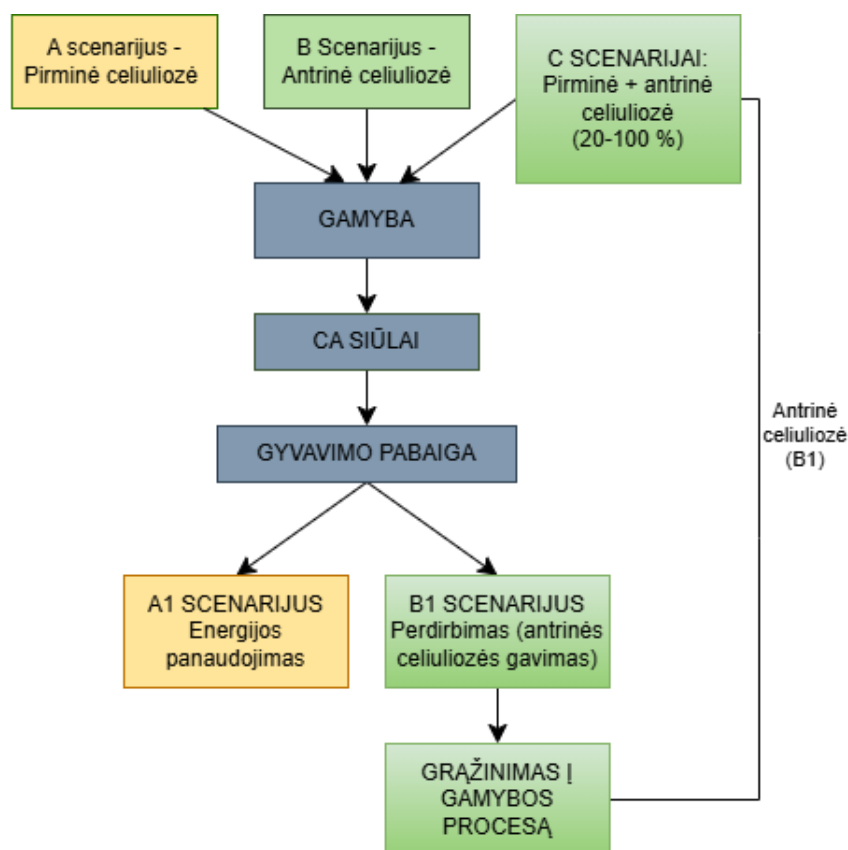 A scenarijus -
Pirminė celiuliozė
B Scenarijus -
Antrinė celiuliozė
C SCENARIJAI:
Pirminė + antrinė
celiuliozė
(20-100 %)
GAMYBA
CA SIŪLAI
GYVAVIMO PABAIGA
Antrinė
celiuliozė
(B1)
A1 SCENARIJUS
Energijos
panaudojimas
B1 SCENARIJUS
Perdirbimas (antrinės
celiuliozės gavimas)
GRĄŽINIMAS Į
GAMYBOS
PROCESĄ